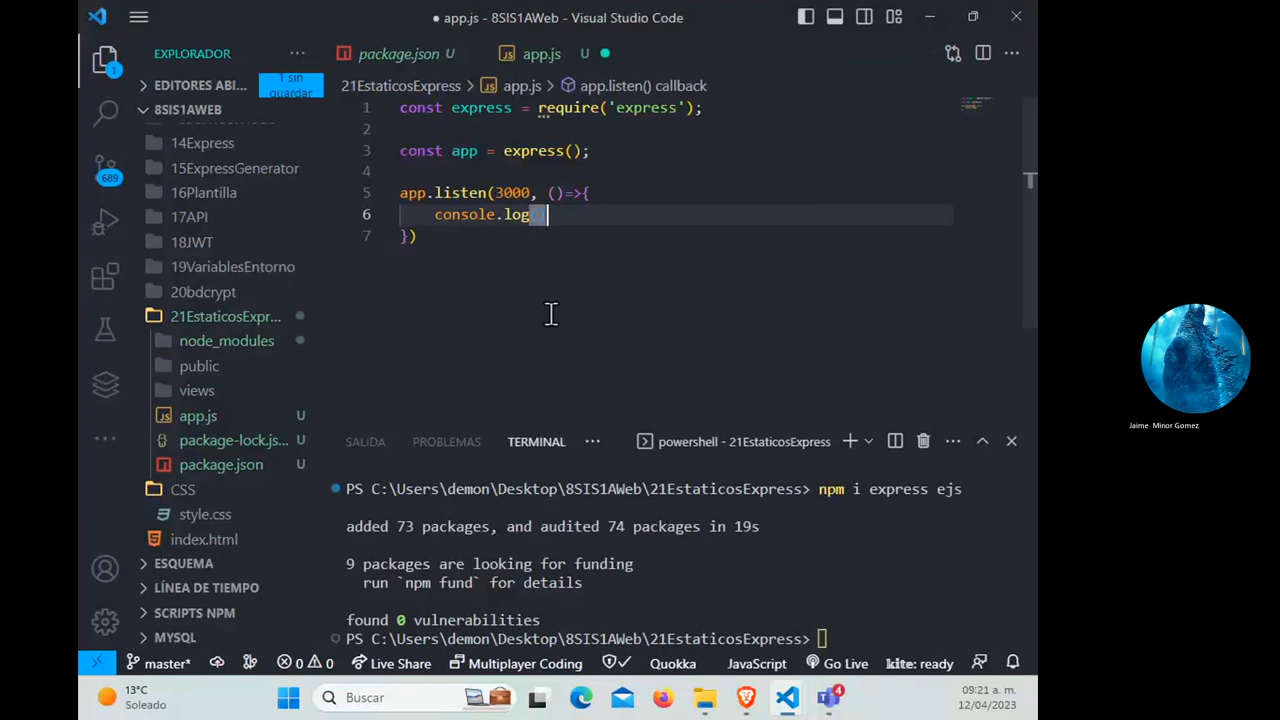 ● app.js - 8SIS1AWeb - Visual Studio Code
EXPLORADOR
package.json U
app.js U
EDITORES ABI...
1 sin guardar
21EstaticosExpress > app.js > app.listen() callback
8SIS1AWEB
14Express
15ExpressGenerator
16Plantilla
17API
18JWT
19VariablesEntorno
20bdcrypt
21EstaticosExpr...
node_modules
public
views
app.js U
package-lock.js... U
package.json U
CSS
style.css
index.html
ESQUEMA
LÍNEA DE TIEMPO
SCRIPTS NPM
MYSQL
1
689
1 const express = require('express');
2
3 const app = express();
4
5 app.listen(3000, ()=>{
6 console.log()
7 })
SALIDA PROBLEMAS TERMINAL powershell - 21EstaticosExpress
PS C:\Users\demon\Desktop\8SIS1AWeb\21EstaticosExpress> npm i express ejs
added 73 packages, and audited 74 packages in 19s
9 packages are looking for funding
run `npm fund` for details
found 0 vulnerabilities
PS C:\Users\demon\Desktop\8SIS1AWeb\21EstaticosExpress>
master* 0 0 Live Share Multiplayer Coding Quokka JavaScript Go Live kite: ready
13°C
Soleado
Buscar
4
09:21 a. m.
12/04/2023
Jaime Minor Gomez